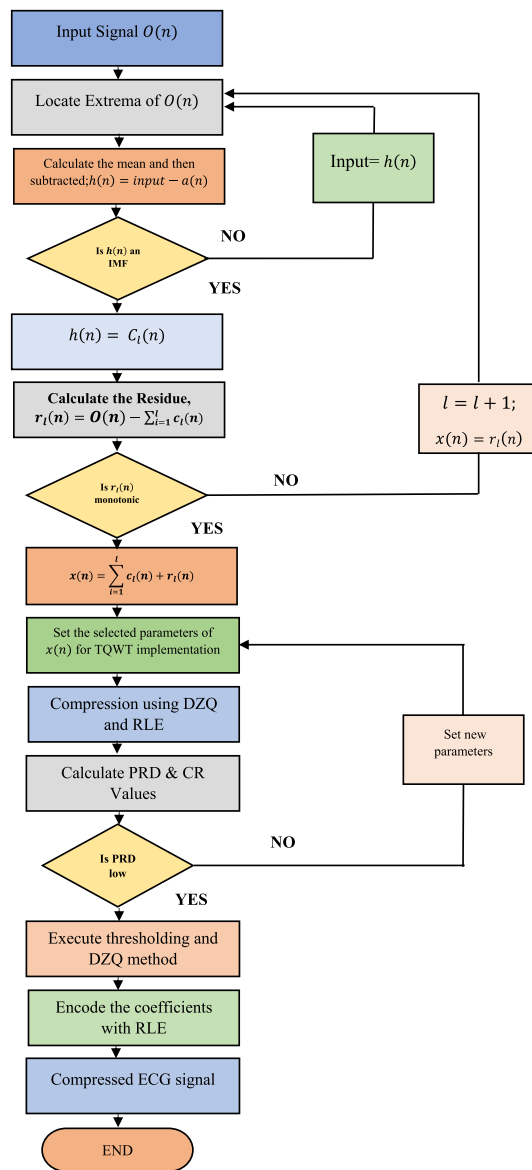 Input Signal O(n)
Locate Extrema of O(n)
Input= h(n)
Calculate the mean and then
subtracted;h(n) = input − a(n)
NO
Is h(n) an
IMF
YES
h(n) = C_l(n)
Calculate the Residue,
r_l(n) = O(n) − ∑_{i=1}^{l} c_l(n)
l = l + 1;
x(n) = r_l(n)
NO
Is r_l(n)
monotonic
YES
x(n) = ∑_{i=1}^{l} c_l(n) + r_l(n)
Set the selected parameters of
x(n) for TQWT implementation
Compression using DZQ
and RLE
Set new
parameters
Calculate PRD & CR
Values
NO
Is PRD
low
YES
Execute thresholding and
DZQ method
Encode the coefficients
with RLE
Compressed ECG signal
END